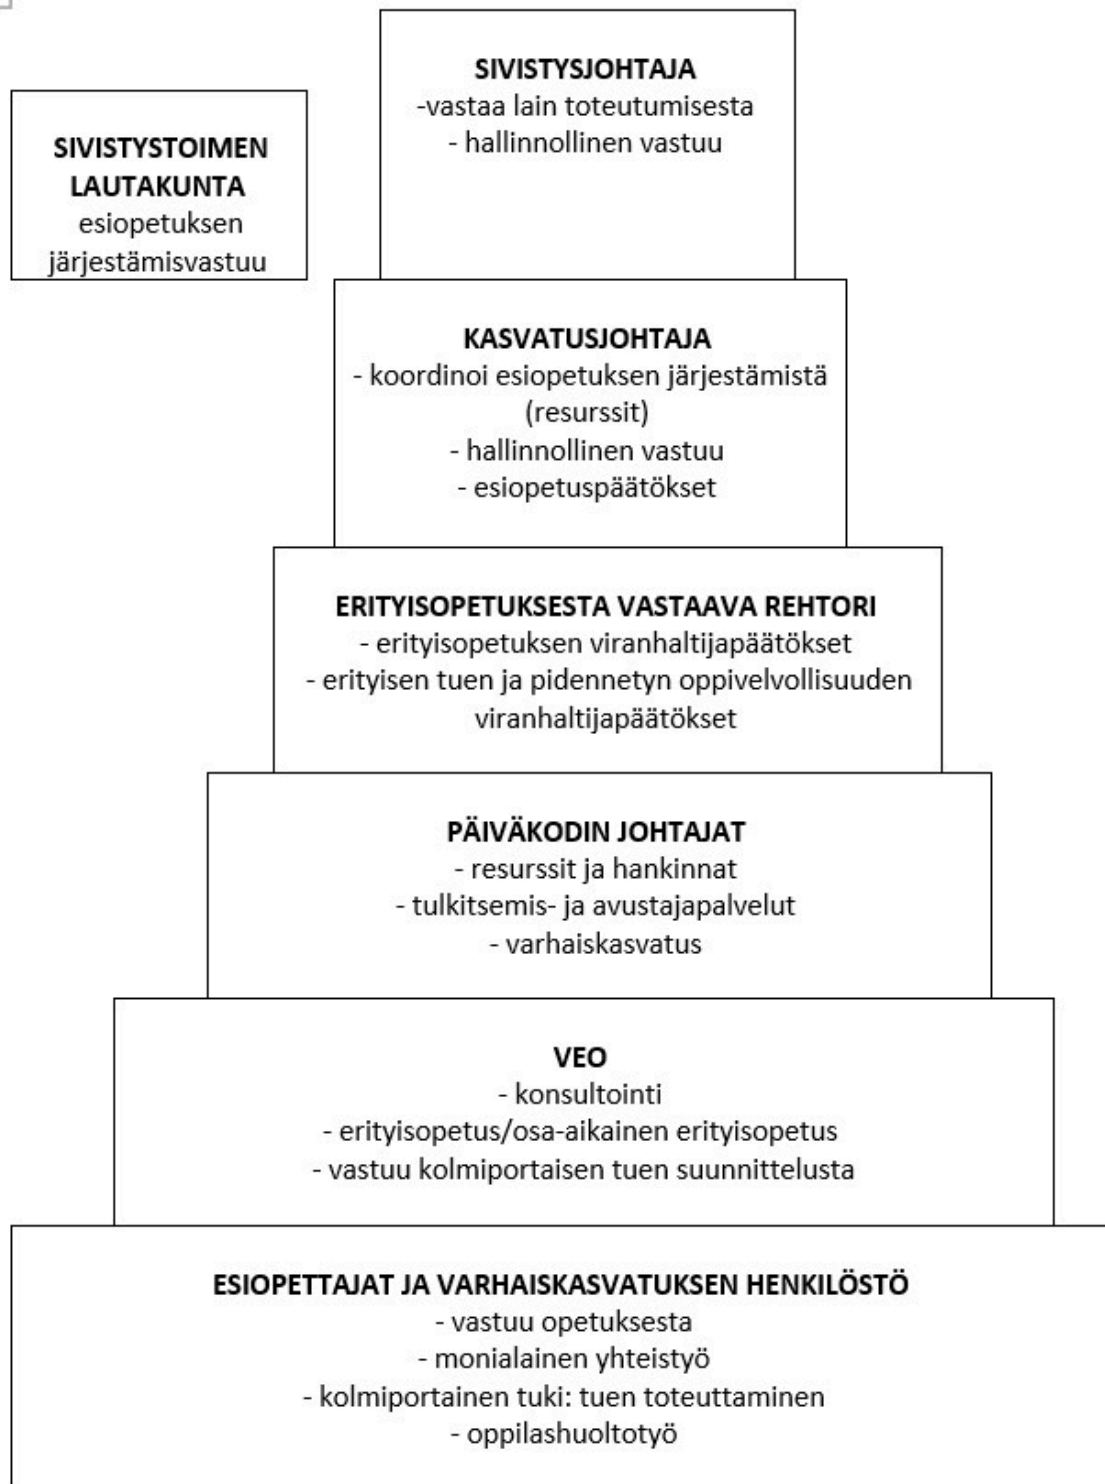 SIVISTYSJOHTAJA
-vastaa lain toteutumisesta
- hallinnollinen vastuu
SIVISTYSTOIMEN
LAUTAKUNTA
esiopetuksen
järjestämisvastuu
KASVATUSJOHTAJA
- koordinoi esiopetuksen järjestämistä
(resurssit)
- hallinnollinen vastuu
- esiopetuspäätökset
ERITYISOPETUKSESTA VASTAAVA REHTORI
- erityisopetuksen viranhaltijapäätökset
- erityisen tuen ja pidennetyn oppivelvollisuuden
viranhaltijapäätökset
PÄIVÄKODIN JOHTAJAT
- resurssit ja hankinnat
- tulkitsemis- ja avustajapalvelut
- varhaiskasvatus
VEO
- konsultointi
- erityisopetus/osa-aikainen erityisopetus
- vastuu kolmiportaisen tuen suunnittelusta
ESIOPETTAJAT JA VARHAISKASVATUKSEN HENKILÖSTÖ
- vastuu opetuksesta
- monialainen yhteistyö
- kolmiportainen tuki: tuen toteuttaminen
- oppilashuoltotyö